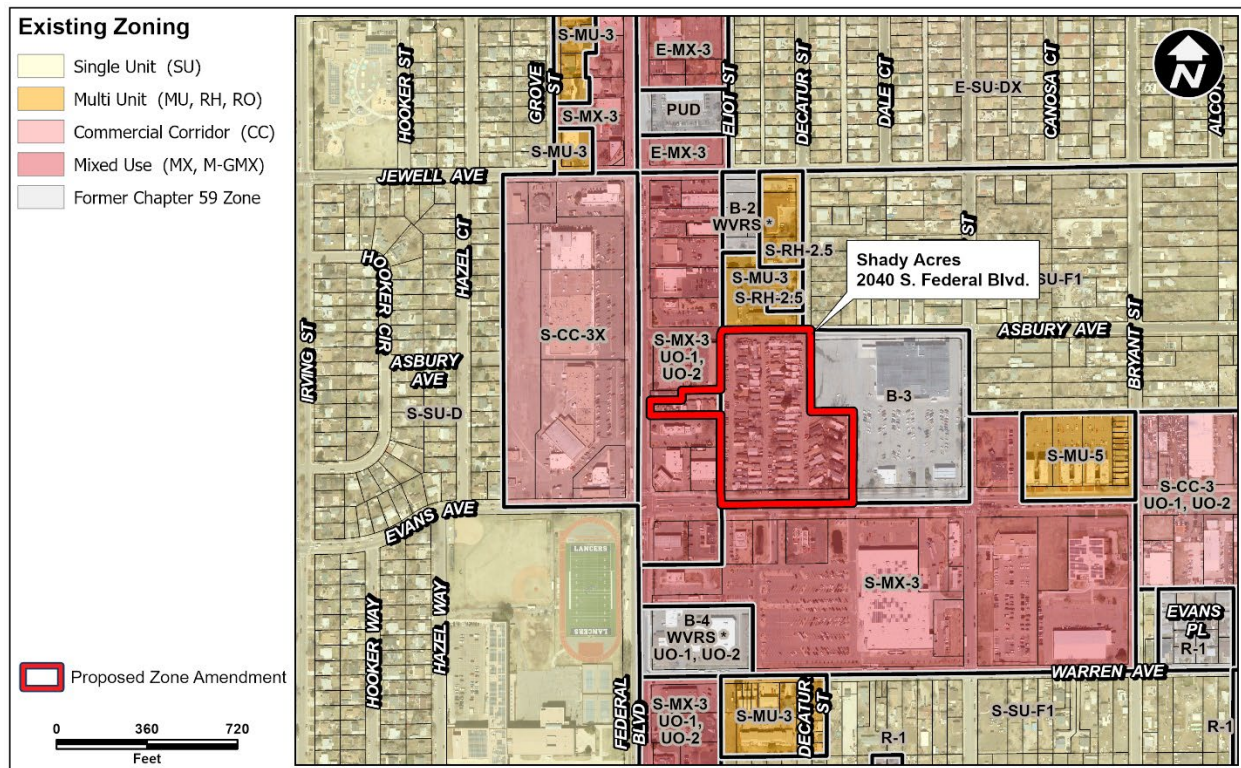 Existing Zoning
Single Unit (SU)
Multi Unit (MU, RH, RO)
Commercial Corridor (CC)
Mixed Use (MX, M-GMX)
Former Chapter 59 Zone
Proposed Zone Amendment
0 360 720
Feet
N
HOOKER ST
GROVE ST
S-MU-3
E-MX-3
ELIOT ST
DECATUR ST
DALE CT
E-SU-DX
CANOSA CT
PUD
S-MX-3
S-MU-3
E-MX-3
JEWELL AVE
HAZEL CT
B-2
WVRS *
S-RH-2.5
HOOKER CIR
S-MU-3
S-RH-2.5
Shady Acres
2040 S. Federal Blvd.
ST
SU-F1
BRYANT ST
IRVING ST
ASBURY AVE
S-CC-3X
S-MX-3
UO-1,
UO-2
ASBURY AVE
S-SU-D
B-3
S-MU-5
S-CC-3
UO-1, UO-2
EVANS AVE
LANCERS
LANCERS
S-MX-3
HOOKER WAY
HAZEL WAY
B-4
WVRS *
UO-1, UO-2
EVANS PL
R-1
WARREN AVE
FEDERAL BLVD
S-MX-3
UO-1,
UO-2
S-MU-3
DECATUR ST
S-SU-F1
R-1
R-1